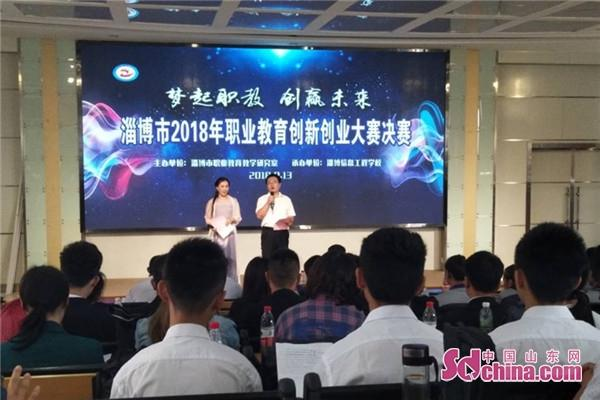 梦起职教 创赢未来
淄博市2018年职业教育创新创业大赛决赛
主办单位：淄博市职业教育教学研究室 承办单位：淄博信息工程学校
中国山东网
Sdchina.com